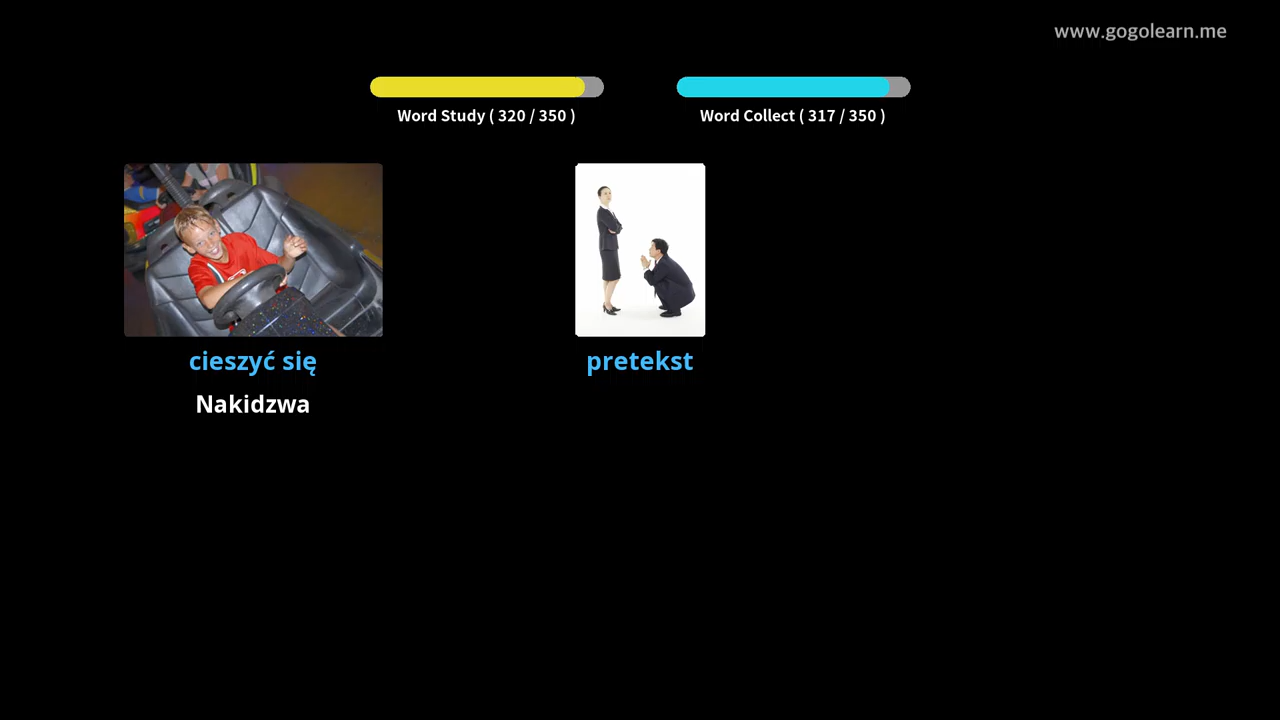 www.gogolearn.me
Word Study ( 320 / 350 )
Word Collect ( 317 / 350 )
cieszyć się
pretekst
Nakidzwa